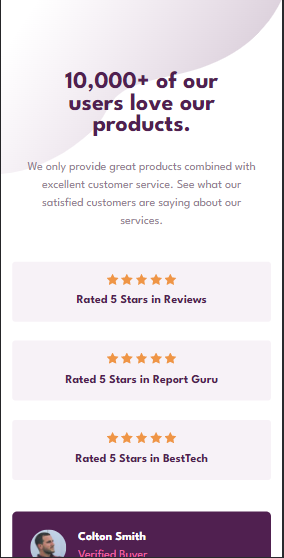 10,000+ of our
users love our
products.
We only provide great products combined with
excellent customer service. See what our
satisfied customers are saying about our
services.
Rated 5 Stars in Reviews
Rated 5 Stars in Report Guru
Rated 5 Stars in BestTech
Colton Smith
Verified Buyer